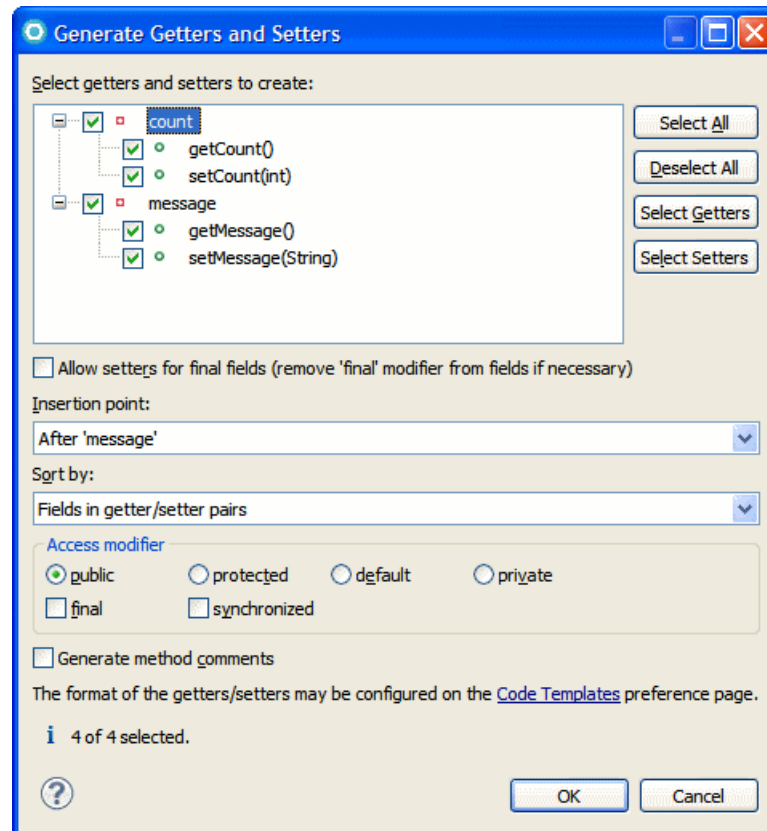 Generate Getters and Setters
Select getters and setters to create:
count
getCount()
setCount(int)
message
getMessage()
setMessage(String)
Select All
Deselect All
Select Getters
Select Setters
Allow setters for final fields (remove 'final' modifier from fields if necessary)
Insertion point:
After 'message'
Sort by:
Fields in getter/setter pairs
Access modifier
public protected default private
final synchronized
Generate method comments
The format of the getters/setters may be configured on the Code Templates preference page.
i 4 of 4 selected.
? OK Cancel